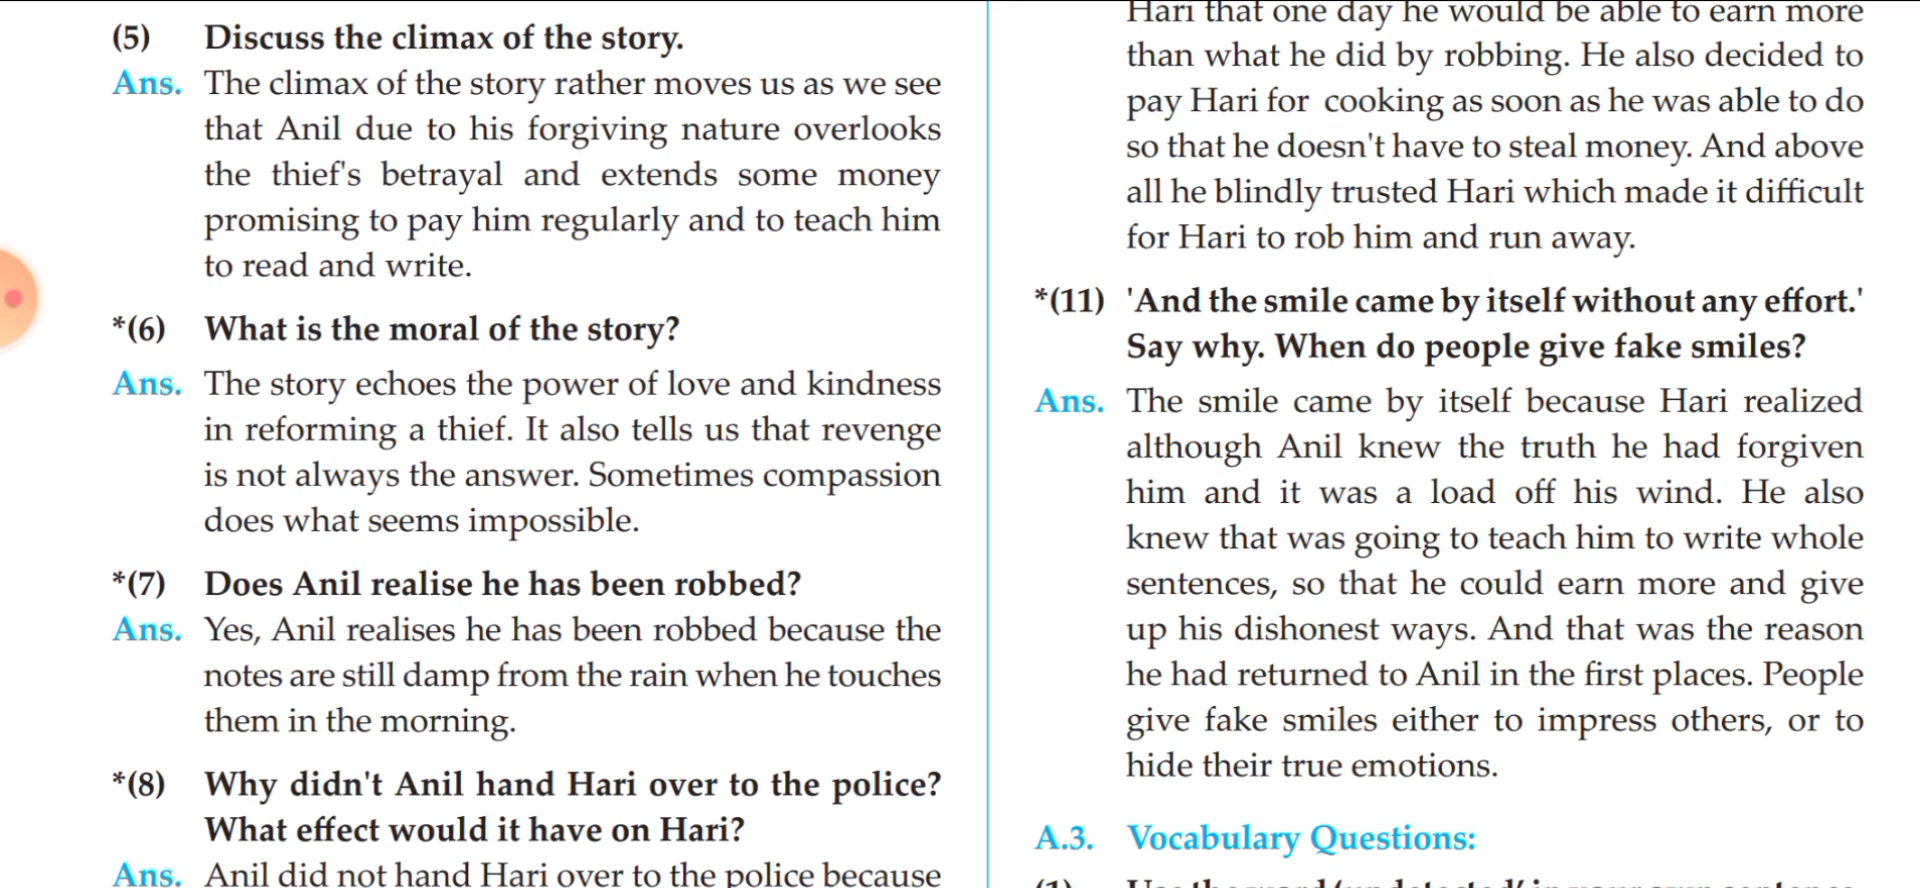 (5) Discuss the climax of the story.
Ans. The climax of the story rather moves us as we see
that Anil due to his forgiving nature overlooks
the thief's betrayal and extends some money
promising to pay him regularly and to teach him
to read and write.
*(6) What is the moral of the story?
Ans. The story echoes the power of love and kindness
in reforming a thief. It also tells us that revenge
is not always the answer. Sometimes compassion
does what seems impossible.
*(7) Does Anil realise he has been robbed?
Ans. Yes, Anil realises he has been robbed because the
notes are still damp from the rain when he touches
them in the morning.
*(8) Why didn't Anil hand Hari over to the police?
What effect would it have on Hari?
Ans. Anil did not hand Hari over to the police because
Hari that one day he would be able to earn more
than what he did by robbing. He also decided to
pay Hari for cooking as soon as he was able to do
so that he doesn't have to steal money. And above
all he blindly trusted Hari which made it difficult
for Hari to rob him and run away.
*(11) 'And the smile came by itself without any effort.'
Say why. When do people give fake smiles?
Ans. The smile came by itself because Hari realized
although Anil knew the truth he had forgiven
him and it was a load off his wind. He also
knew that was going to teach him to write whole
sentences, so that he could earn more and give
up his dishonest ways. And that was the reason
he had returned to Anil in the first places. People
give fake smiles either to impress others, or to
hide their true emotions.
A.3. Vocabulary Questions:
(1) Use the word 'undetected' in your own sentence